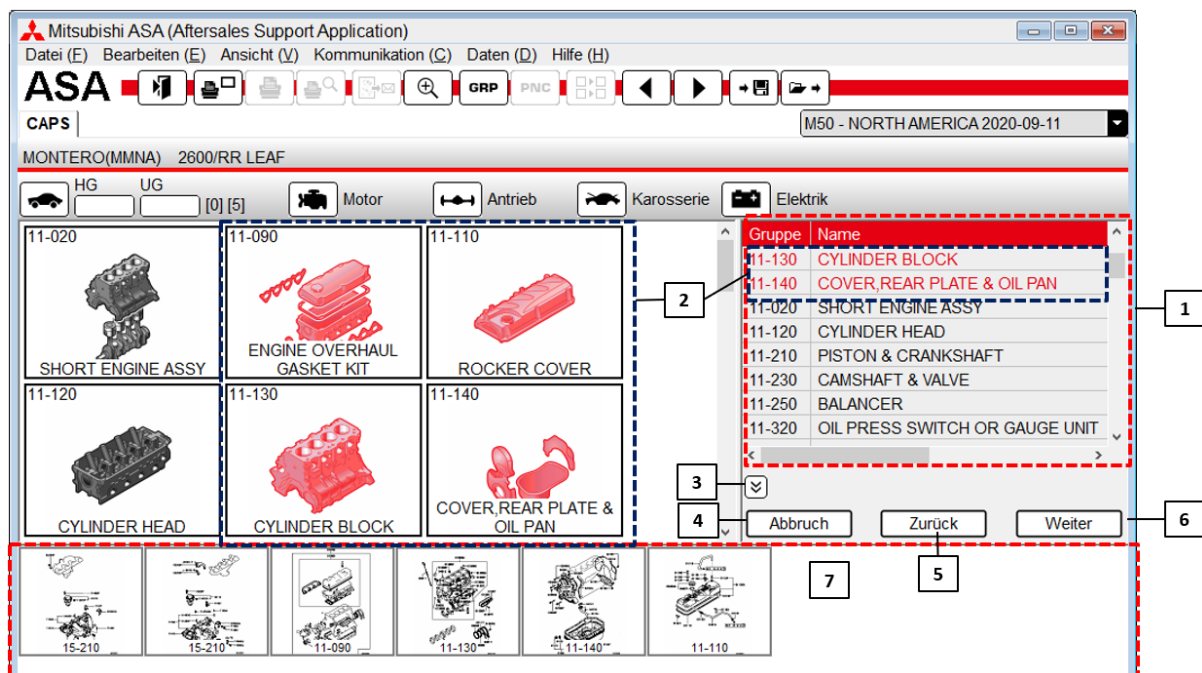 Mitsubishi ASA (Aftersales Support Application)
Datei (F) Bearbeiten (E) Ansicht (V) Kommunikation (C) Daten (D) Hilfe (H)
ASA GRP PNC
CAPS M50 - NORTH AMERICA 2020-09-11
MONTERO(MMNA) 2600/RR LEAF
HG UG [0] [5] Motor Antrieb Karosserie Elektrik
11-020
SHORT ENGINE ASSY
11-090
ENGINE OVERHAUL
GASKET KIT
11-110
ROCKER COVER
11-120
CYLINDER HEAD
11-130
CYLINDER BLOCK
11-140
COVER,REAR PLATE &
OIL PAN
2
Gruppe Name
11-130 CYLINDER BLOCK
11-140 COVER,REAR PLATE & OIL PAN
11-020 SHORT ENGINE ASSY
11-120 CYLINDER HEAD
11-210 PISTON & CRANKSHAFT
11-230 CAMSHAFT & VALVE
11-250 BALANCER
11-320 OIL PRESS SWITCH OR GAUGE UNIT
1
3
4 Abbruch Zurück Weiter 6
5
7
15-210 15-210 11-090 11-130 11-140 11-110